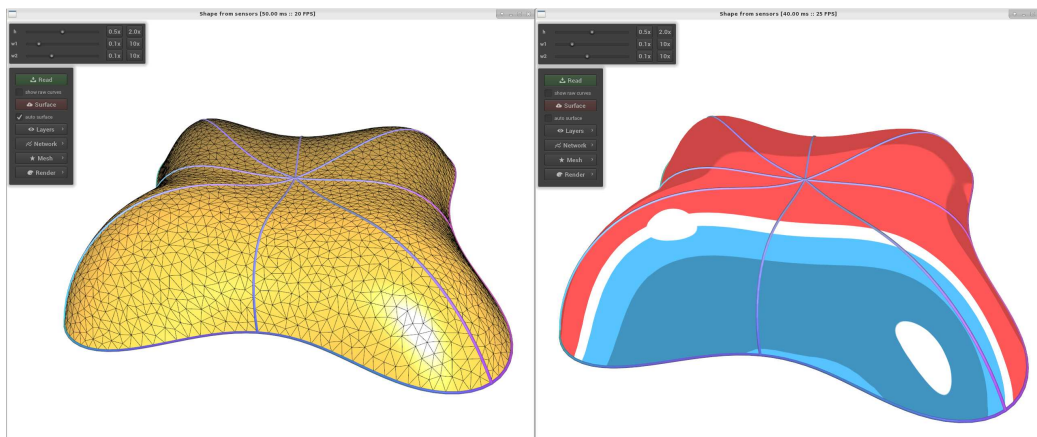 Shape from sensors [50.00 ms :: 20 FPS]
h 0.5x 2.0x
w1 0.1x 10x
w2 0.1x 10x
Read
show raw curves
Surface
auto surface
Layers
Network
Mesh
Render
Shape from sensors [40.00 ms :: 25 FPS]
h 0.5x 2.0x
w1 0.1x 10x
w2 0.1x 10x
Read
show raw curves
Surface
auto surface
Layers
Network
Mesh
Render